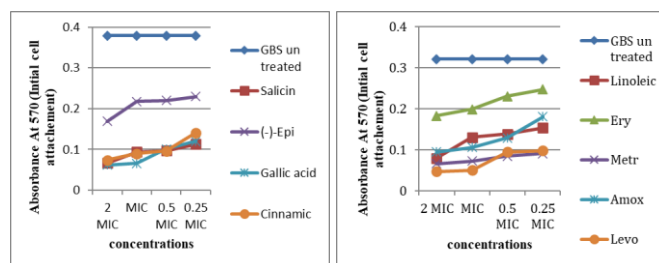 Absorbance At 570 (Intial cell
attachement)
0.4
0.3
0.2
0.1
0
2
MIC
MIC
0.5
MIC
0.25
MIC
concentrations
GBS un
treated
Salicin
(-)-Epi
Gallic acid
Cinnamic
Absorbance At 570 (Intial cell
attachement)
0.4
0.3
0.2
0.1
0
2 MIC
MIC
0.5
MIC
0.25
MIC
concentrations
GBS un
treated
Linoleic
Ery
Metr
Amox
Levo